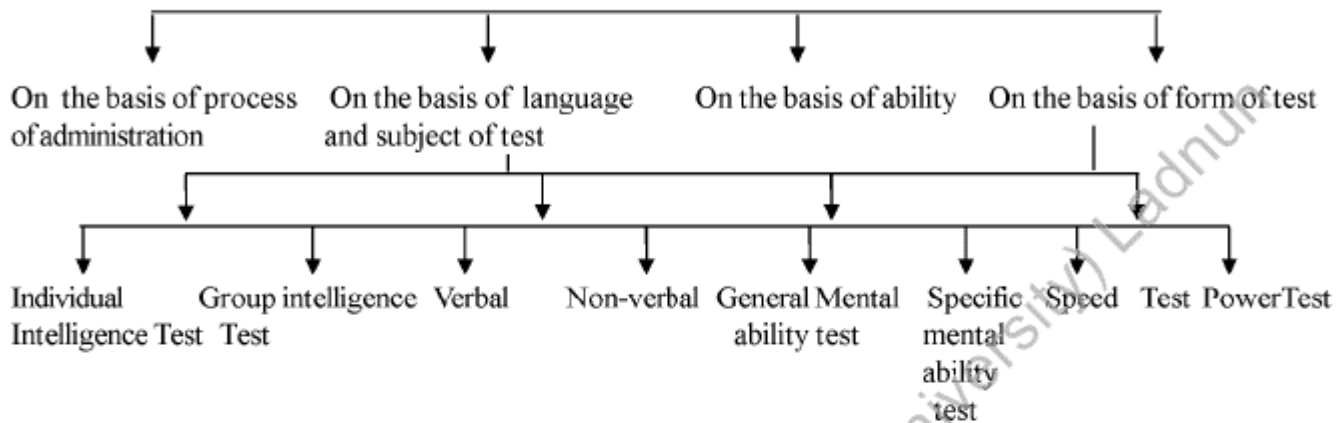 On the basis of process On the basis of language On the basis of ability On the basis of form of test
of administration and subject of test
Individual Group intelligence Verbal Non-verbal General Mental Specific Speed Test PowerTest
Intelligence Test Test ability test mental
ability
test
University) Ladnun